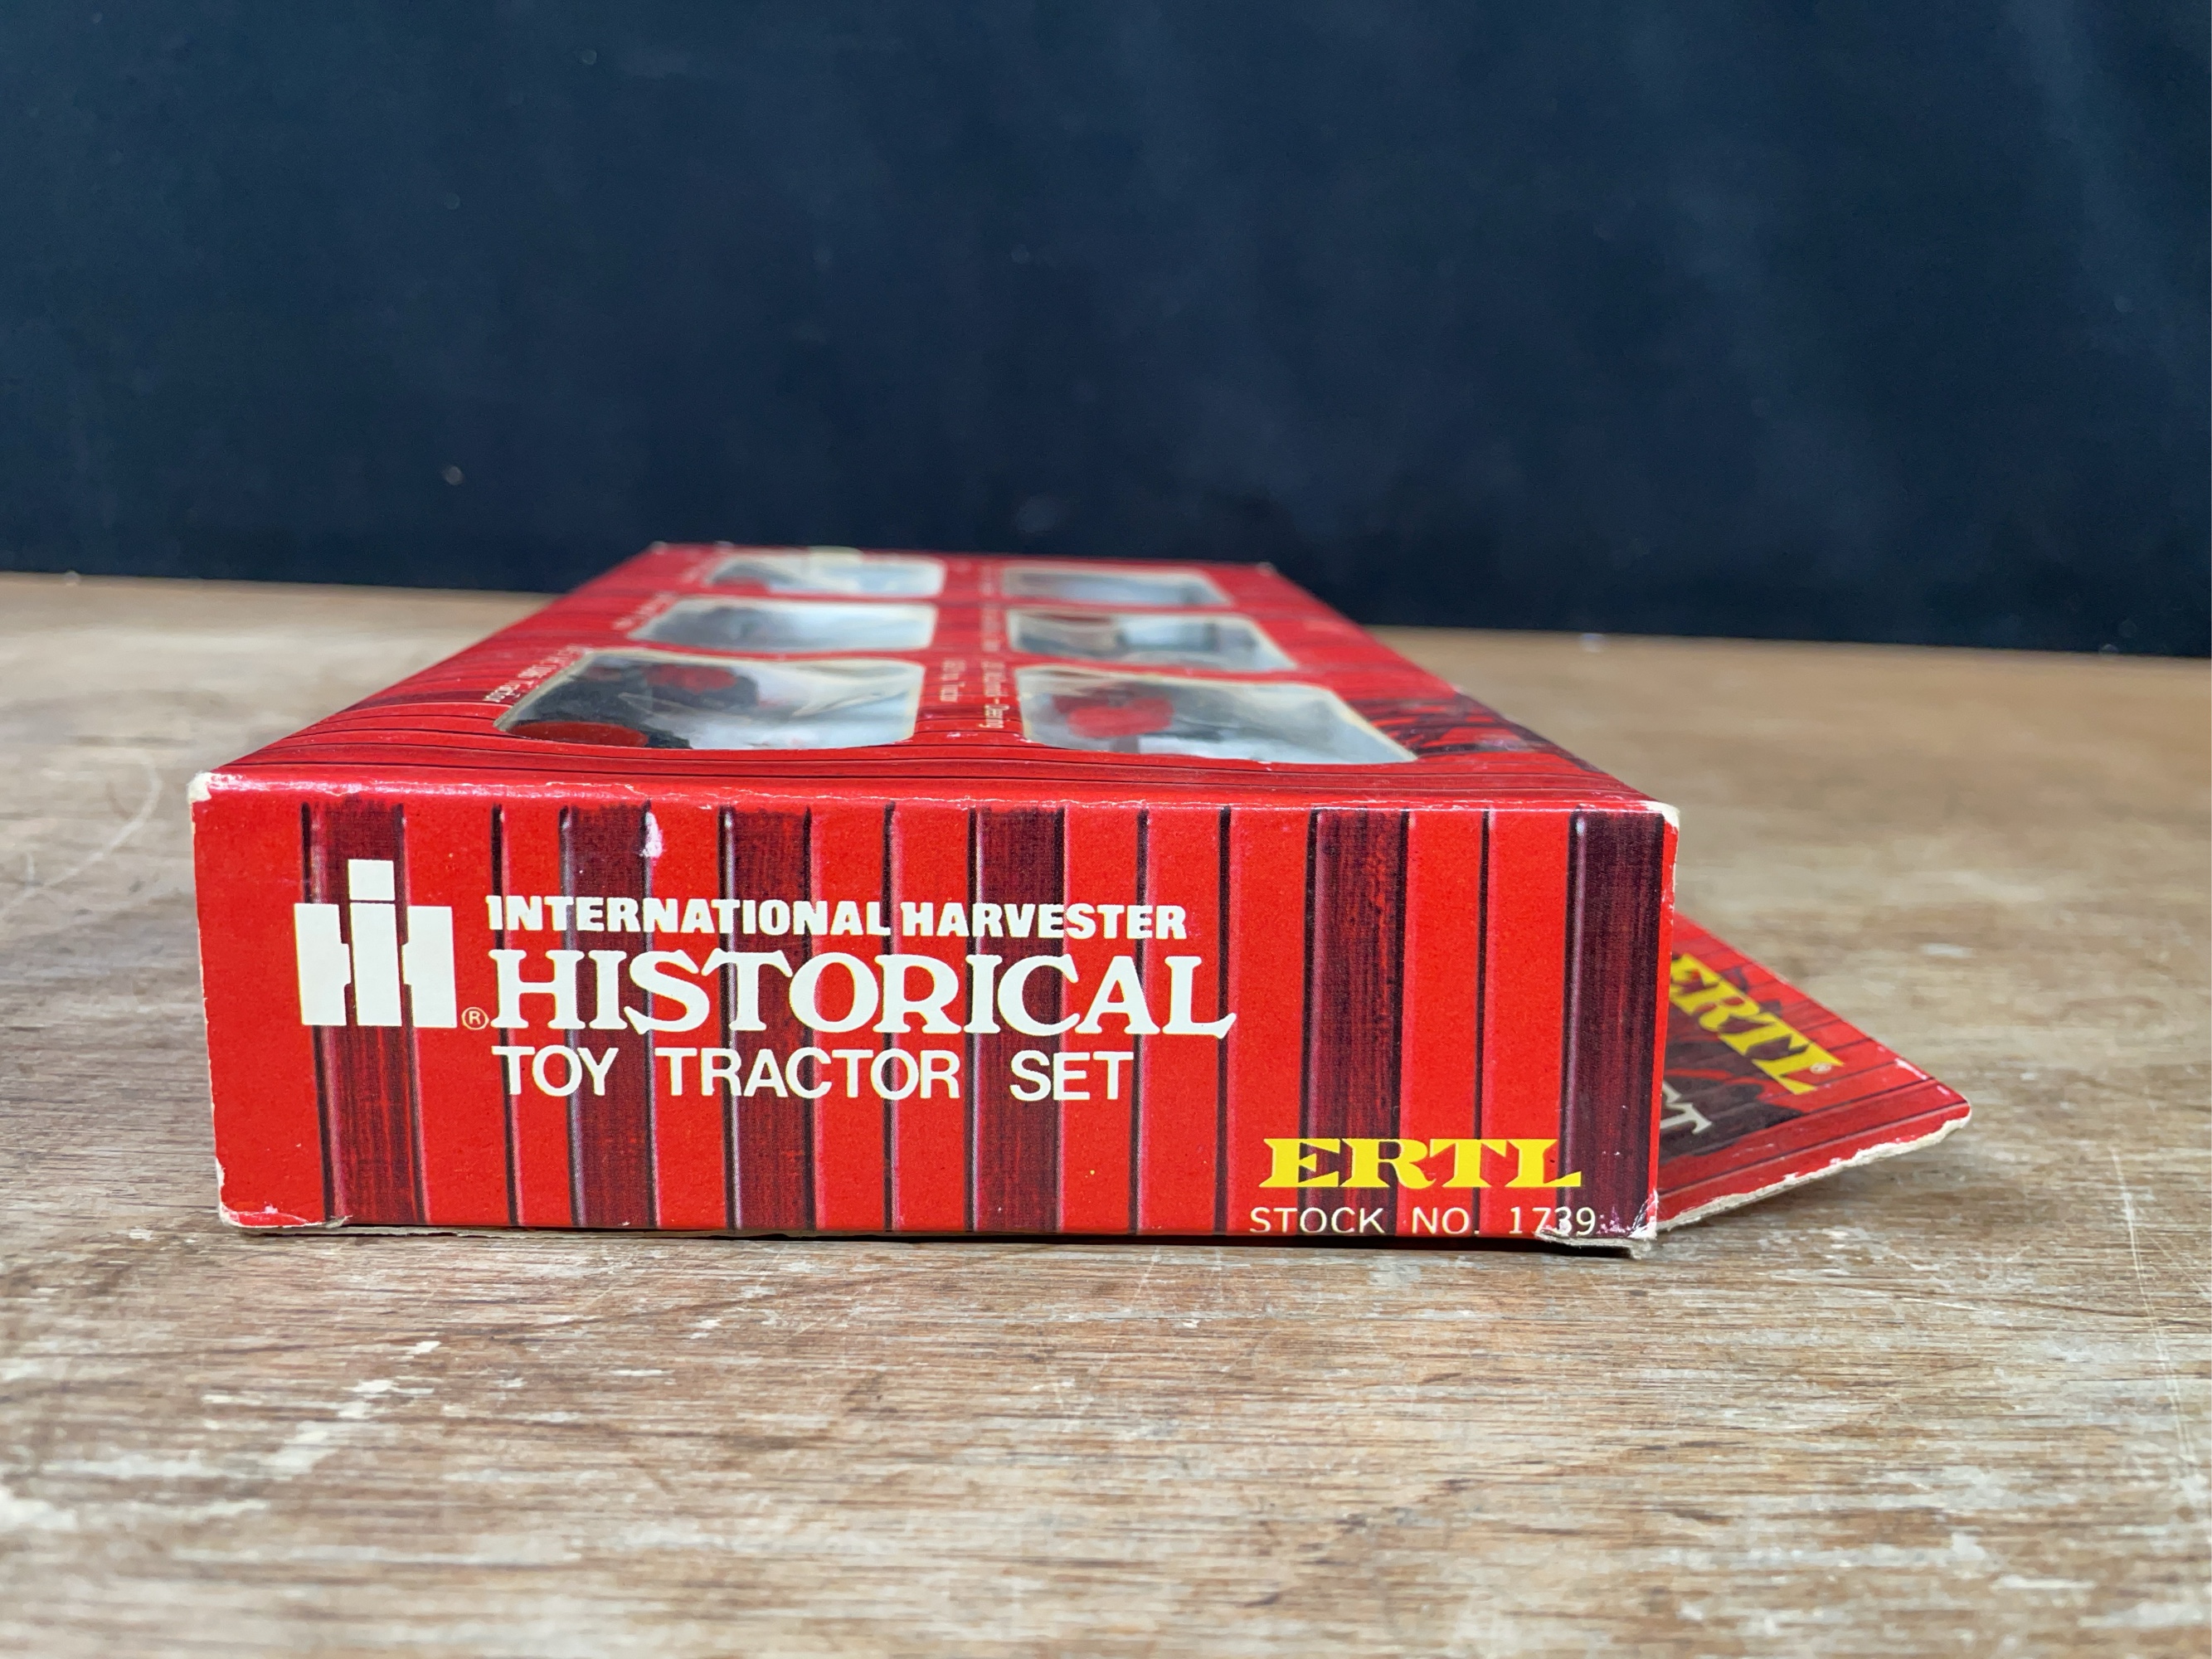 INTERNATIONAL HARVESTER
HISTORICAL
TOY TRACTOR SET
ERTL
STOCK NO. 1739
ERTL